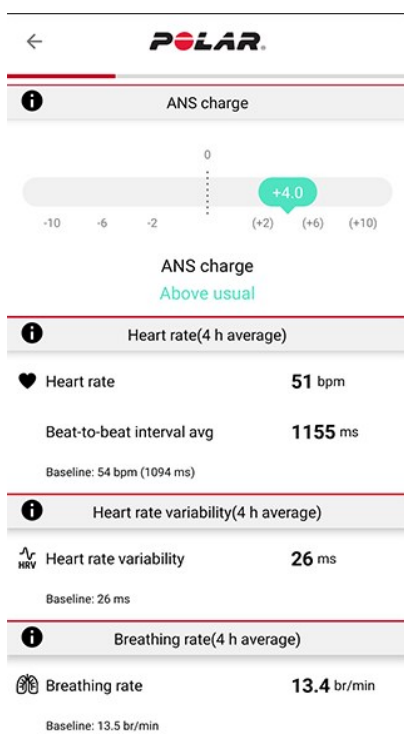 POLAR.
ANS charge
0
+4.0
-10 -6 -2 (+2) (+6) (+10)
ANS charge
Above usual
Heart rate(4 h average)
Heart rate 51 bpm
Beat-to-beat interval avg 1155 ms
Baseline: 54 bpm (1094 ms)
Heart rate variability(4 h average)
HRV Heart rate variability 26 ms
Baseline: 26 ms
Breathing rate(4 h average)
Breathing rate 13.4 br/min
Baseline: 13.5 br/min